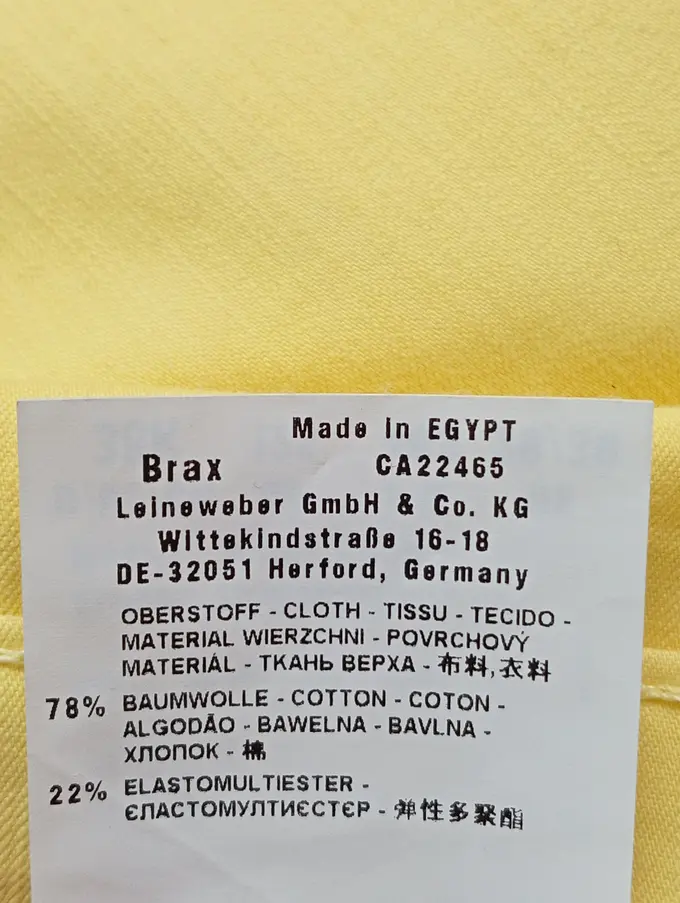 Made in EGYPT
Brax CA22465
Leineweber GmbH & Co. KG
Wittekindstraße 16-18
DE-32051 Herford, Germany
OBERSTOFF - CLOTH - TISSU - TECIDO -
MATERIAL WIERZCHNI - POVRCHOVÝ
MATERIÁL - ТКАНЬ ВЕРХА - 布料,衣料
78% BAUMWOLLE - COTTON - COTON -
ALGODÃO - BAWELNA - BAVLNA -
ХЛОПОК - 棉
22% ELASTOMULTIESTER -
ЄЛАСТОМУЛТИЄСТЄР - 弹性多聚酯